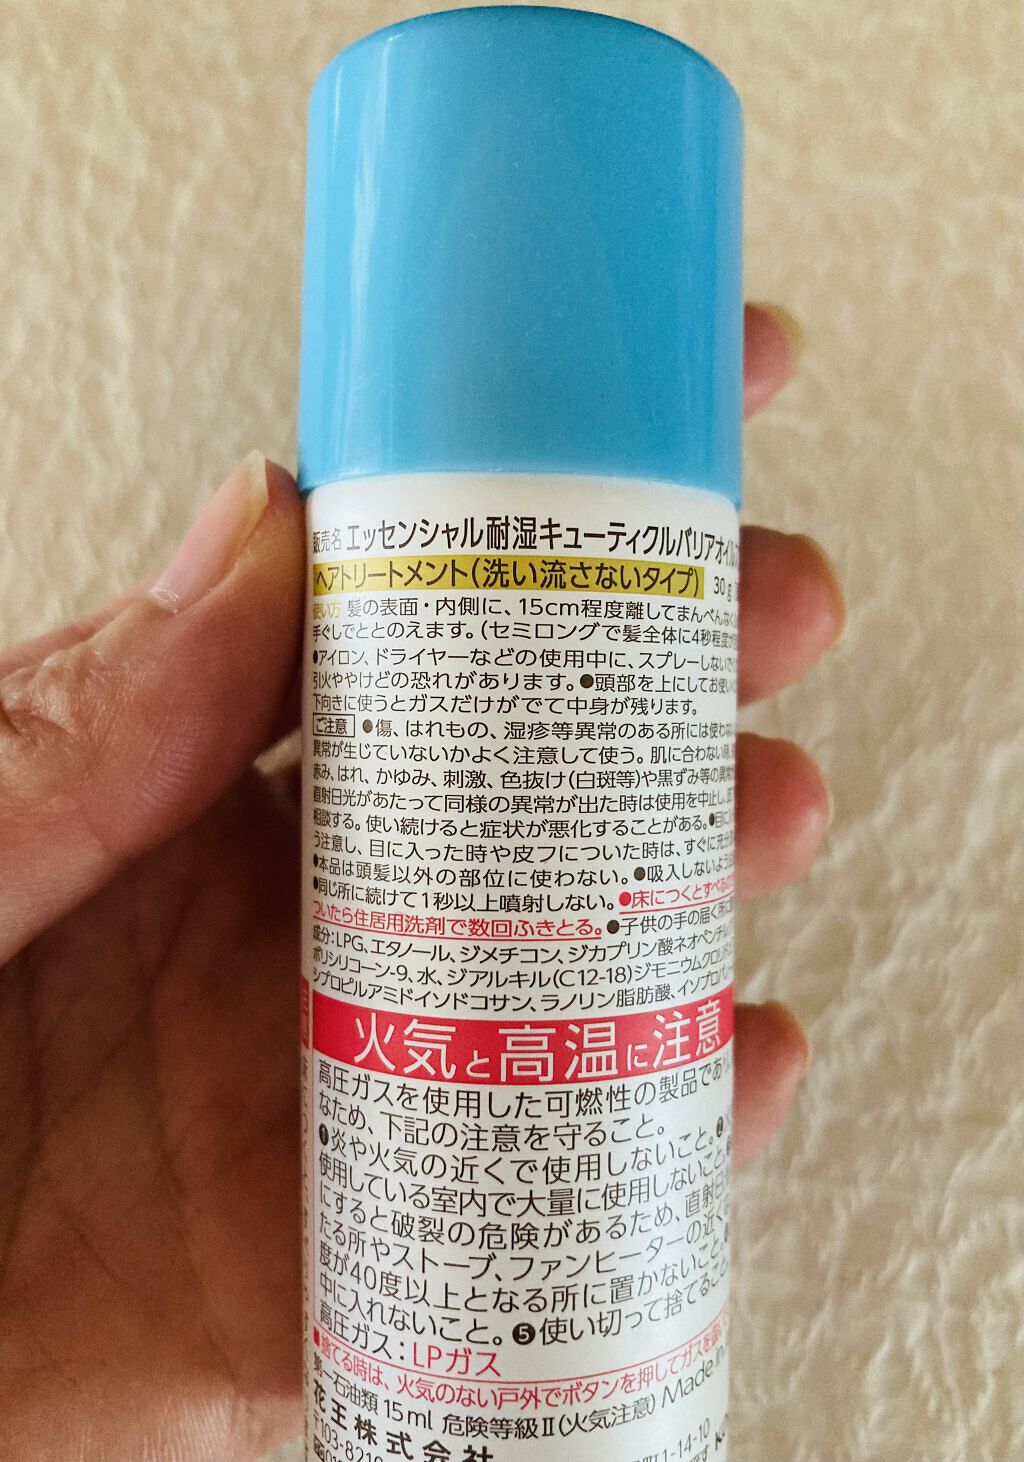 販売名 エッセンシャル耐湿キューティクルバリアオイル
ヘアトリートメント(洗い流さないタイプ) 30g
使い方 髪の表面・内側に、15cm程度離してまんべんなく
手ぐしでととのえます。(セミロングで髪全体に4秒程度
●アイロン、ドライヤーなどの使用中に、スプレーしないで
引火ややけどの恐れがあります。●頭部を上にしてお使い
下向きに使うとガスだけがでて中身が残ります。
ご注意 ●傷、はれもの、湿疹等異常のある所には使わない
異常が生じていないかよく注意して使う。肌に合わない時、
赤み、はれ、かゆみ、刺激、色抜け(白斑等)や黒ずみ等の異常
直射日光があたって同様の異常が出た時は使用を中止し、
相談する。使い続けると症状が悪化することがある。●目に
う注意し、目に入った時や皮フについた時は、すぐに充分
●本品は頭髪以外の部位に使わない。●吸入しないよう
●同じ所に続けて1秒以上噴射しない。●床につくとすべる
ついたら住居用洗剤で数回ふきとる。●子供の手の届く所に
成分:LPG、エタノール、ジメチコン、ジカプリン酸ネオペンチル
ポリシリコーン-9、水、ジアルキル(C12-18)ジモニウムクロリド
シプロピルアミドイソドコサン、ラノリン脂肪酸、イソプロパノール
火気と高温に注意
高圧ガスを使用した可燃性の製品であり
なため、下記の注意を守ること。
❶炎や火気の近くで使用しないこと。❷
使用している室内で大量に使用しないこと。
にすると破裂の危険があるため、直射日光
たる所やストーブ、ファンヒーターの近く
度が40度以上となる所に置かないこと。
中に入れないこと。❺使い切って捨てること
高圧ガス:LPガス
■捨てる時は、火気のない戸外でボタンを押してガスを
第一石油類 15ml 危険等級Ⅱ(火気注意) Made in
花王株式会社
〒103-8210
1-14-10